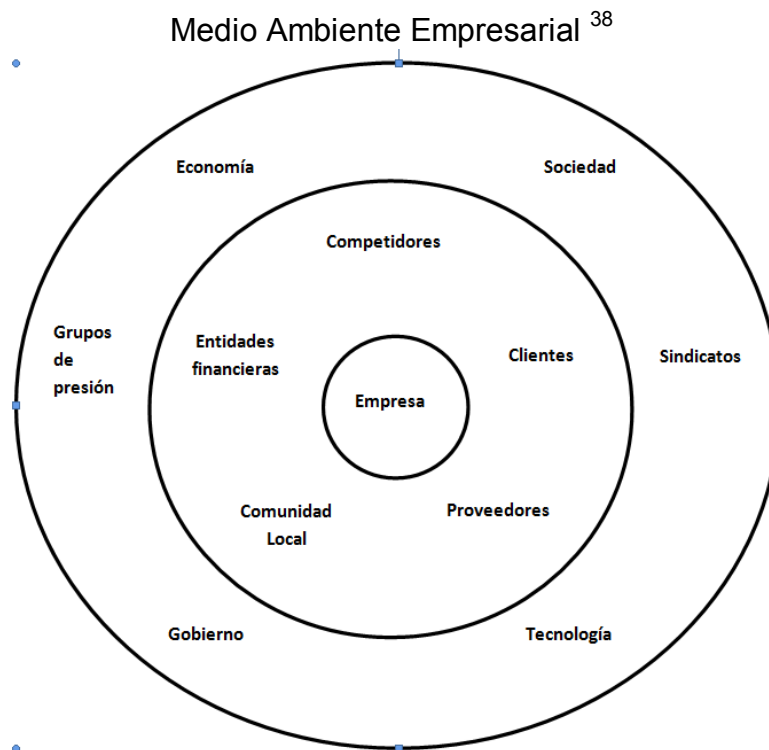 Medio Ambiente Empresarial 38
Economía
Sociedad
Competidores
Grupos
de
presión
Entidades
financieras
Clientes
Sindicatos
Empresa
Comunidad
Local
Proveedores
Gobierno
Tecnología